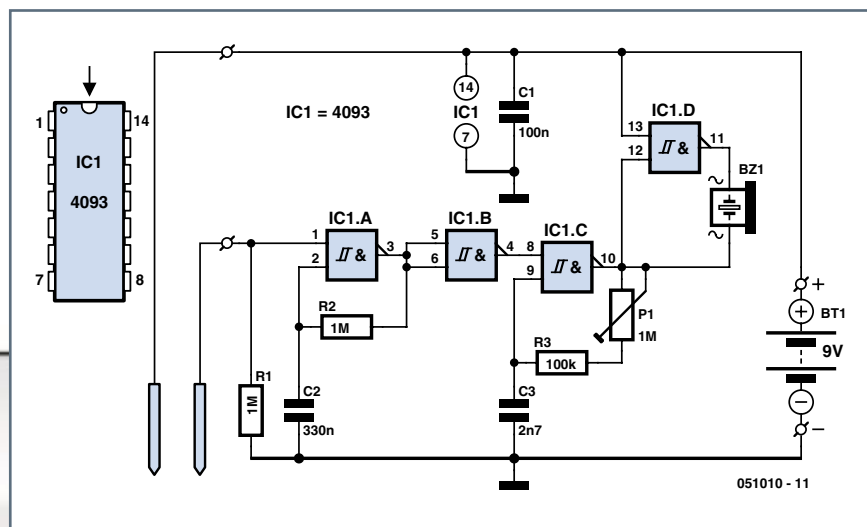 1
14
IC1
4093
7
8
IC1 = 4093
14
IC1
7
C1
100n
IC1.D
13
12
&
11
BZ1
~
~
IC1.A
1
2
&
3
IC1.B
5
6
&
4
IC1.C
8
9
&
10
R2
1M
P1
1M
R1
1M
R3
100k
C2
330n
C3
2n7
+
+
BT1
9V
−
−
051010 - 11